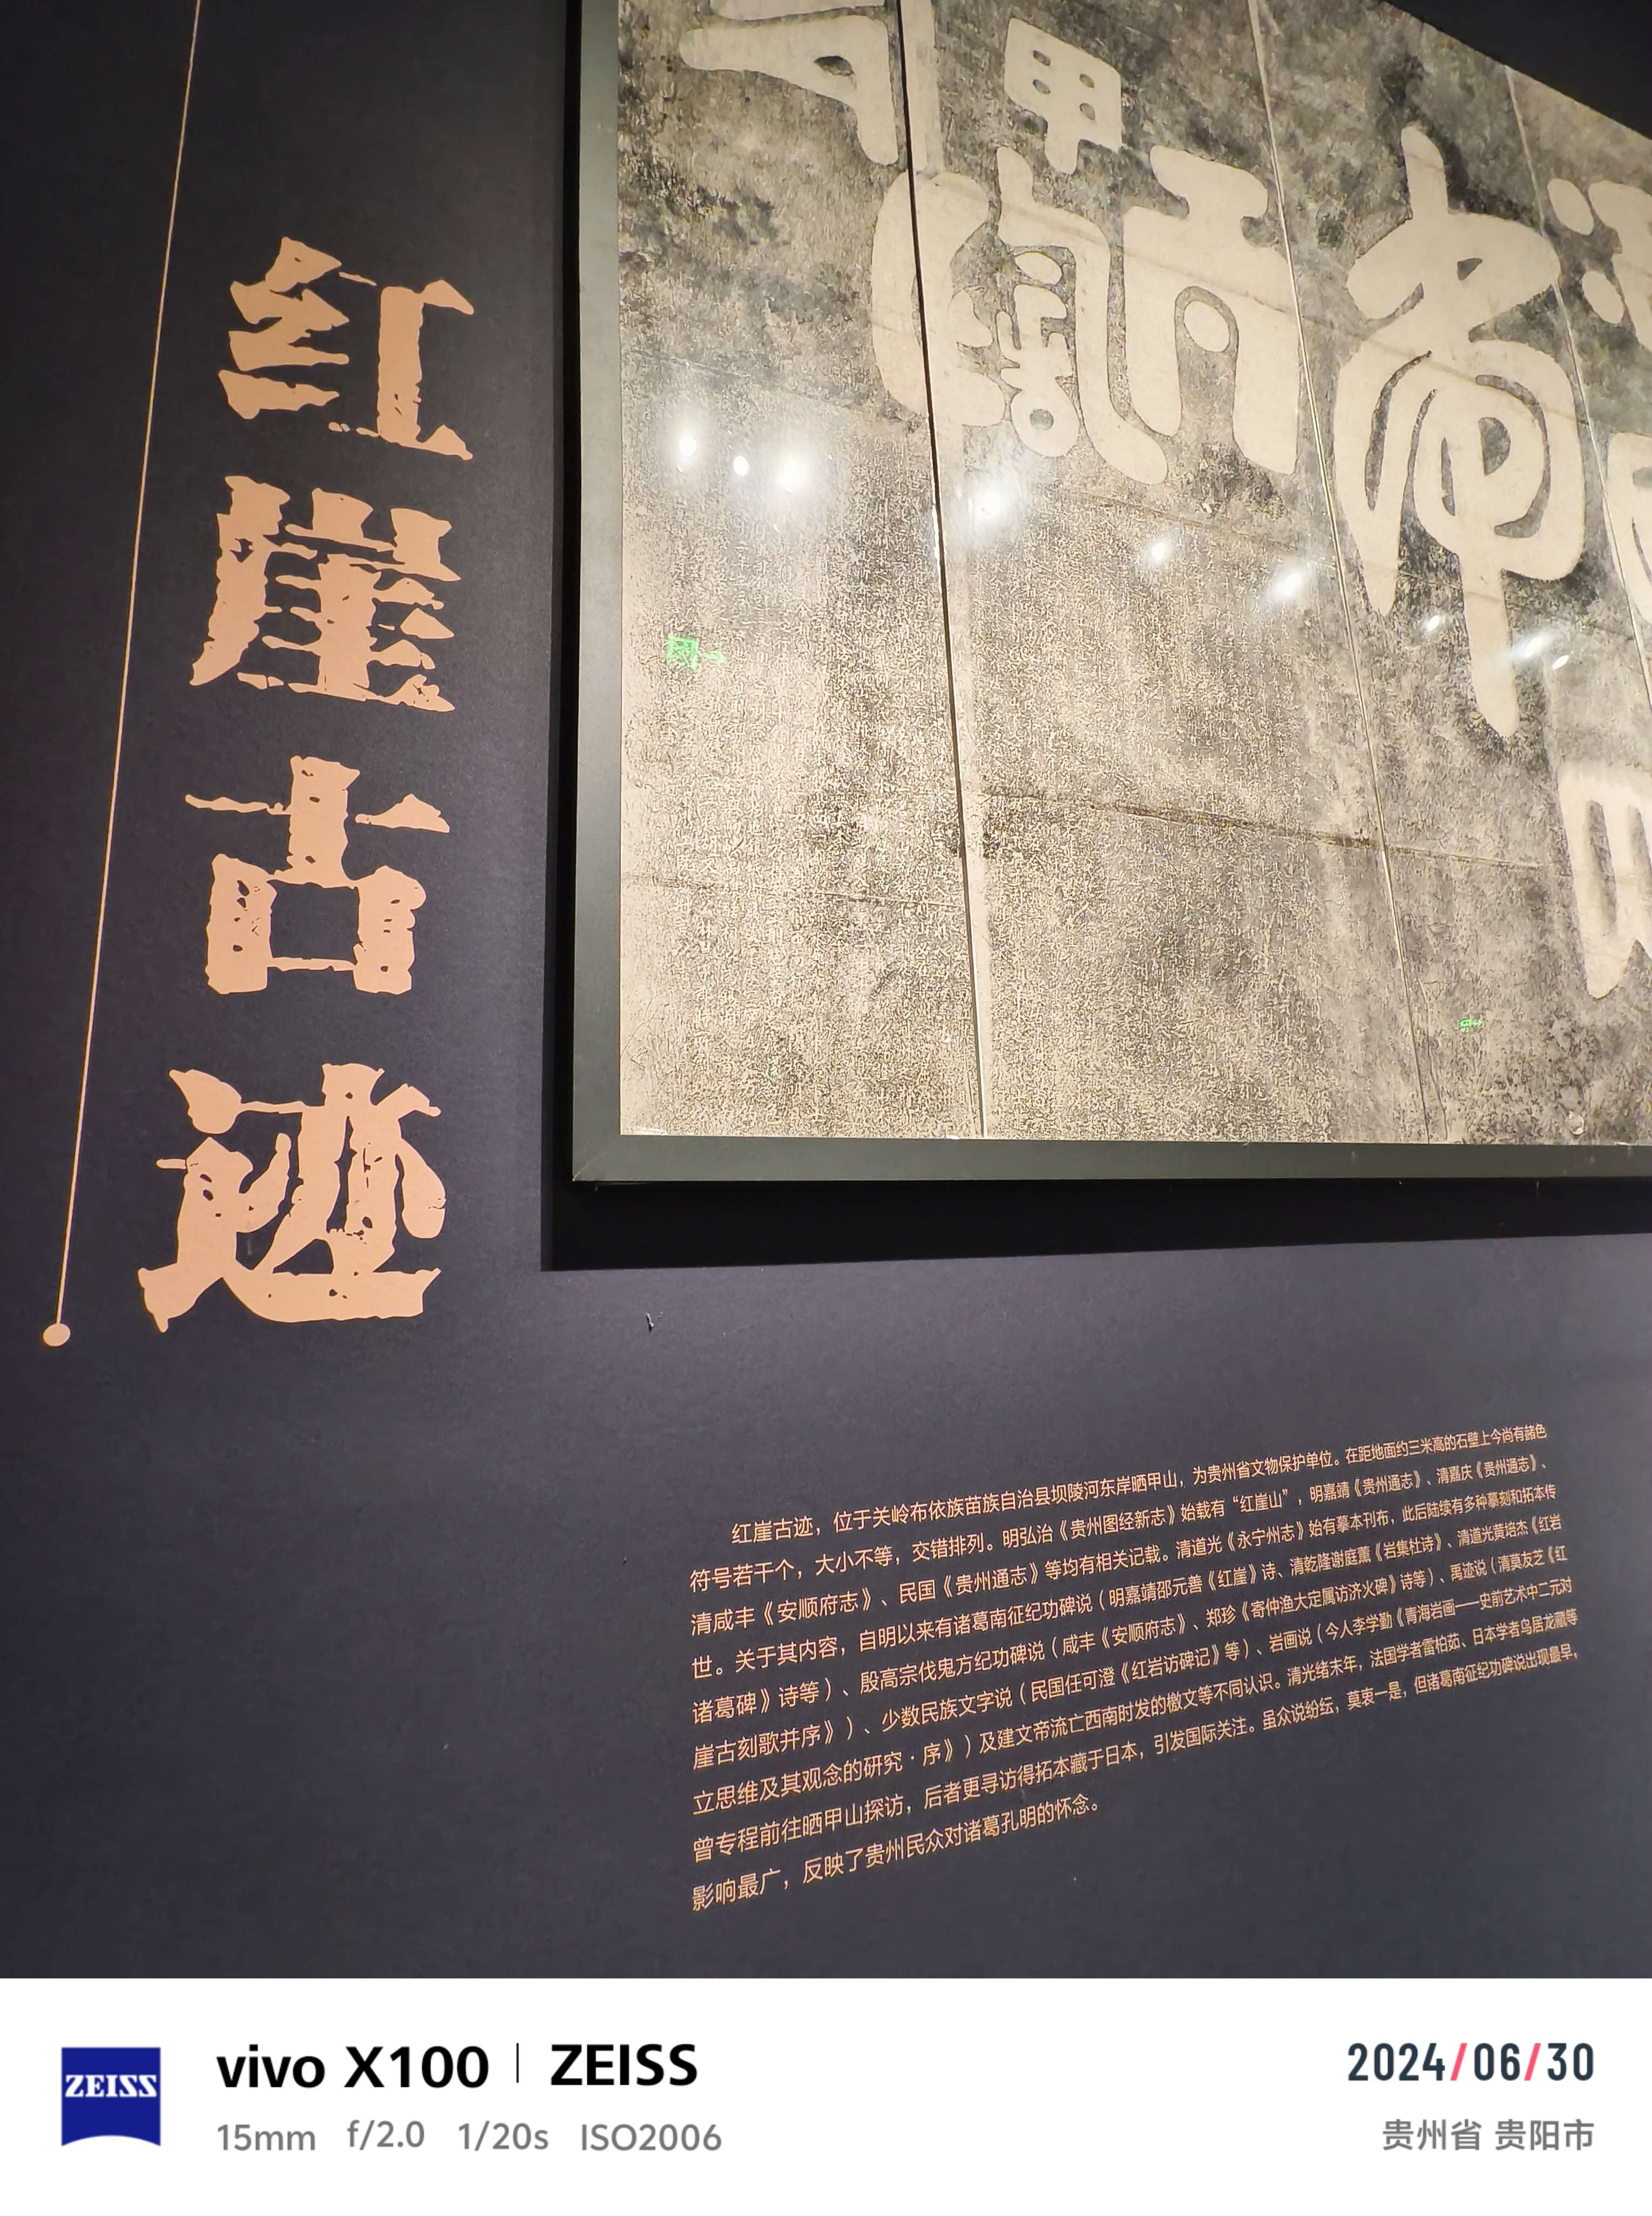 红崖古迹
红崖古迹，位于关岭布依族苗族自治县坝陵河东岸晒甲山，为贵州省文物保护单位。在距地面约三米高的石壁上今尚有赭色
符号若干个，大小不等，交错排列。明弘治《贵州图经新志》始载有“红崖山”，明嘉靖《贵州通志》、清嘉庆《贵州通志》、
清咸丰《安顺府志》、民国《贵州通志》等均有相关记载。清道光《永宁州志》始有摹本刊布，此后陆续有多种摹刻和拓本传
世。关于其内容，自明以来有诸葛南征纪功碑说（明嘉靖邵元善《红崖》诗、清乾隆谢庭薰《岩集杜诗》、清道光黄培杰《红岩
诸葛碑》诗等）、殷高宗伐鬼方纪功碑说（咸丰《安顺府志》、郑珍《寄仲渔大定属访济火碑》诗等）、禹迹说（清莫友芝《红
崖古刻歌并序》）、少数民族文字说（民国任可澄《红岩访碑记》等）、岩画说（今人李学勤《青海岩画——史前艺术中二元对
立思维及其观念的研究·序》）及建文帝流亡西南时发的檄文等不同认识。清光绪末年，法国学者雷柏茹、日本学者鸟居龙藏等
曾专程前往晒甲山探访，后者更寻访得拓本藏于日本，引发国际关注。虽众说纷纭，莫衷一是，但诸葛南征纪功碑说出现最早，
影响最广，反映了贵州民众对诸葛孔明的怀念。
ZEISS
vivo X100 | ZEISS
15mm f/2.0 1/20s ISO2006
2024/06/30
贵州省 贵阳市